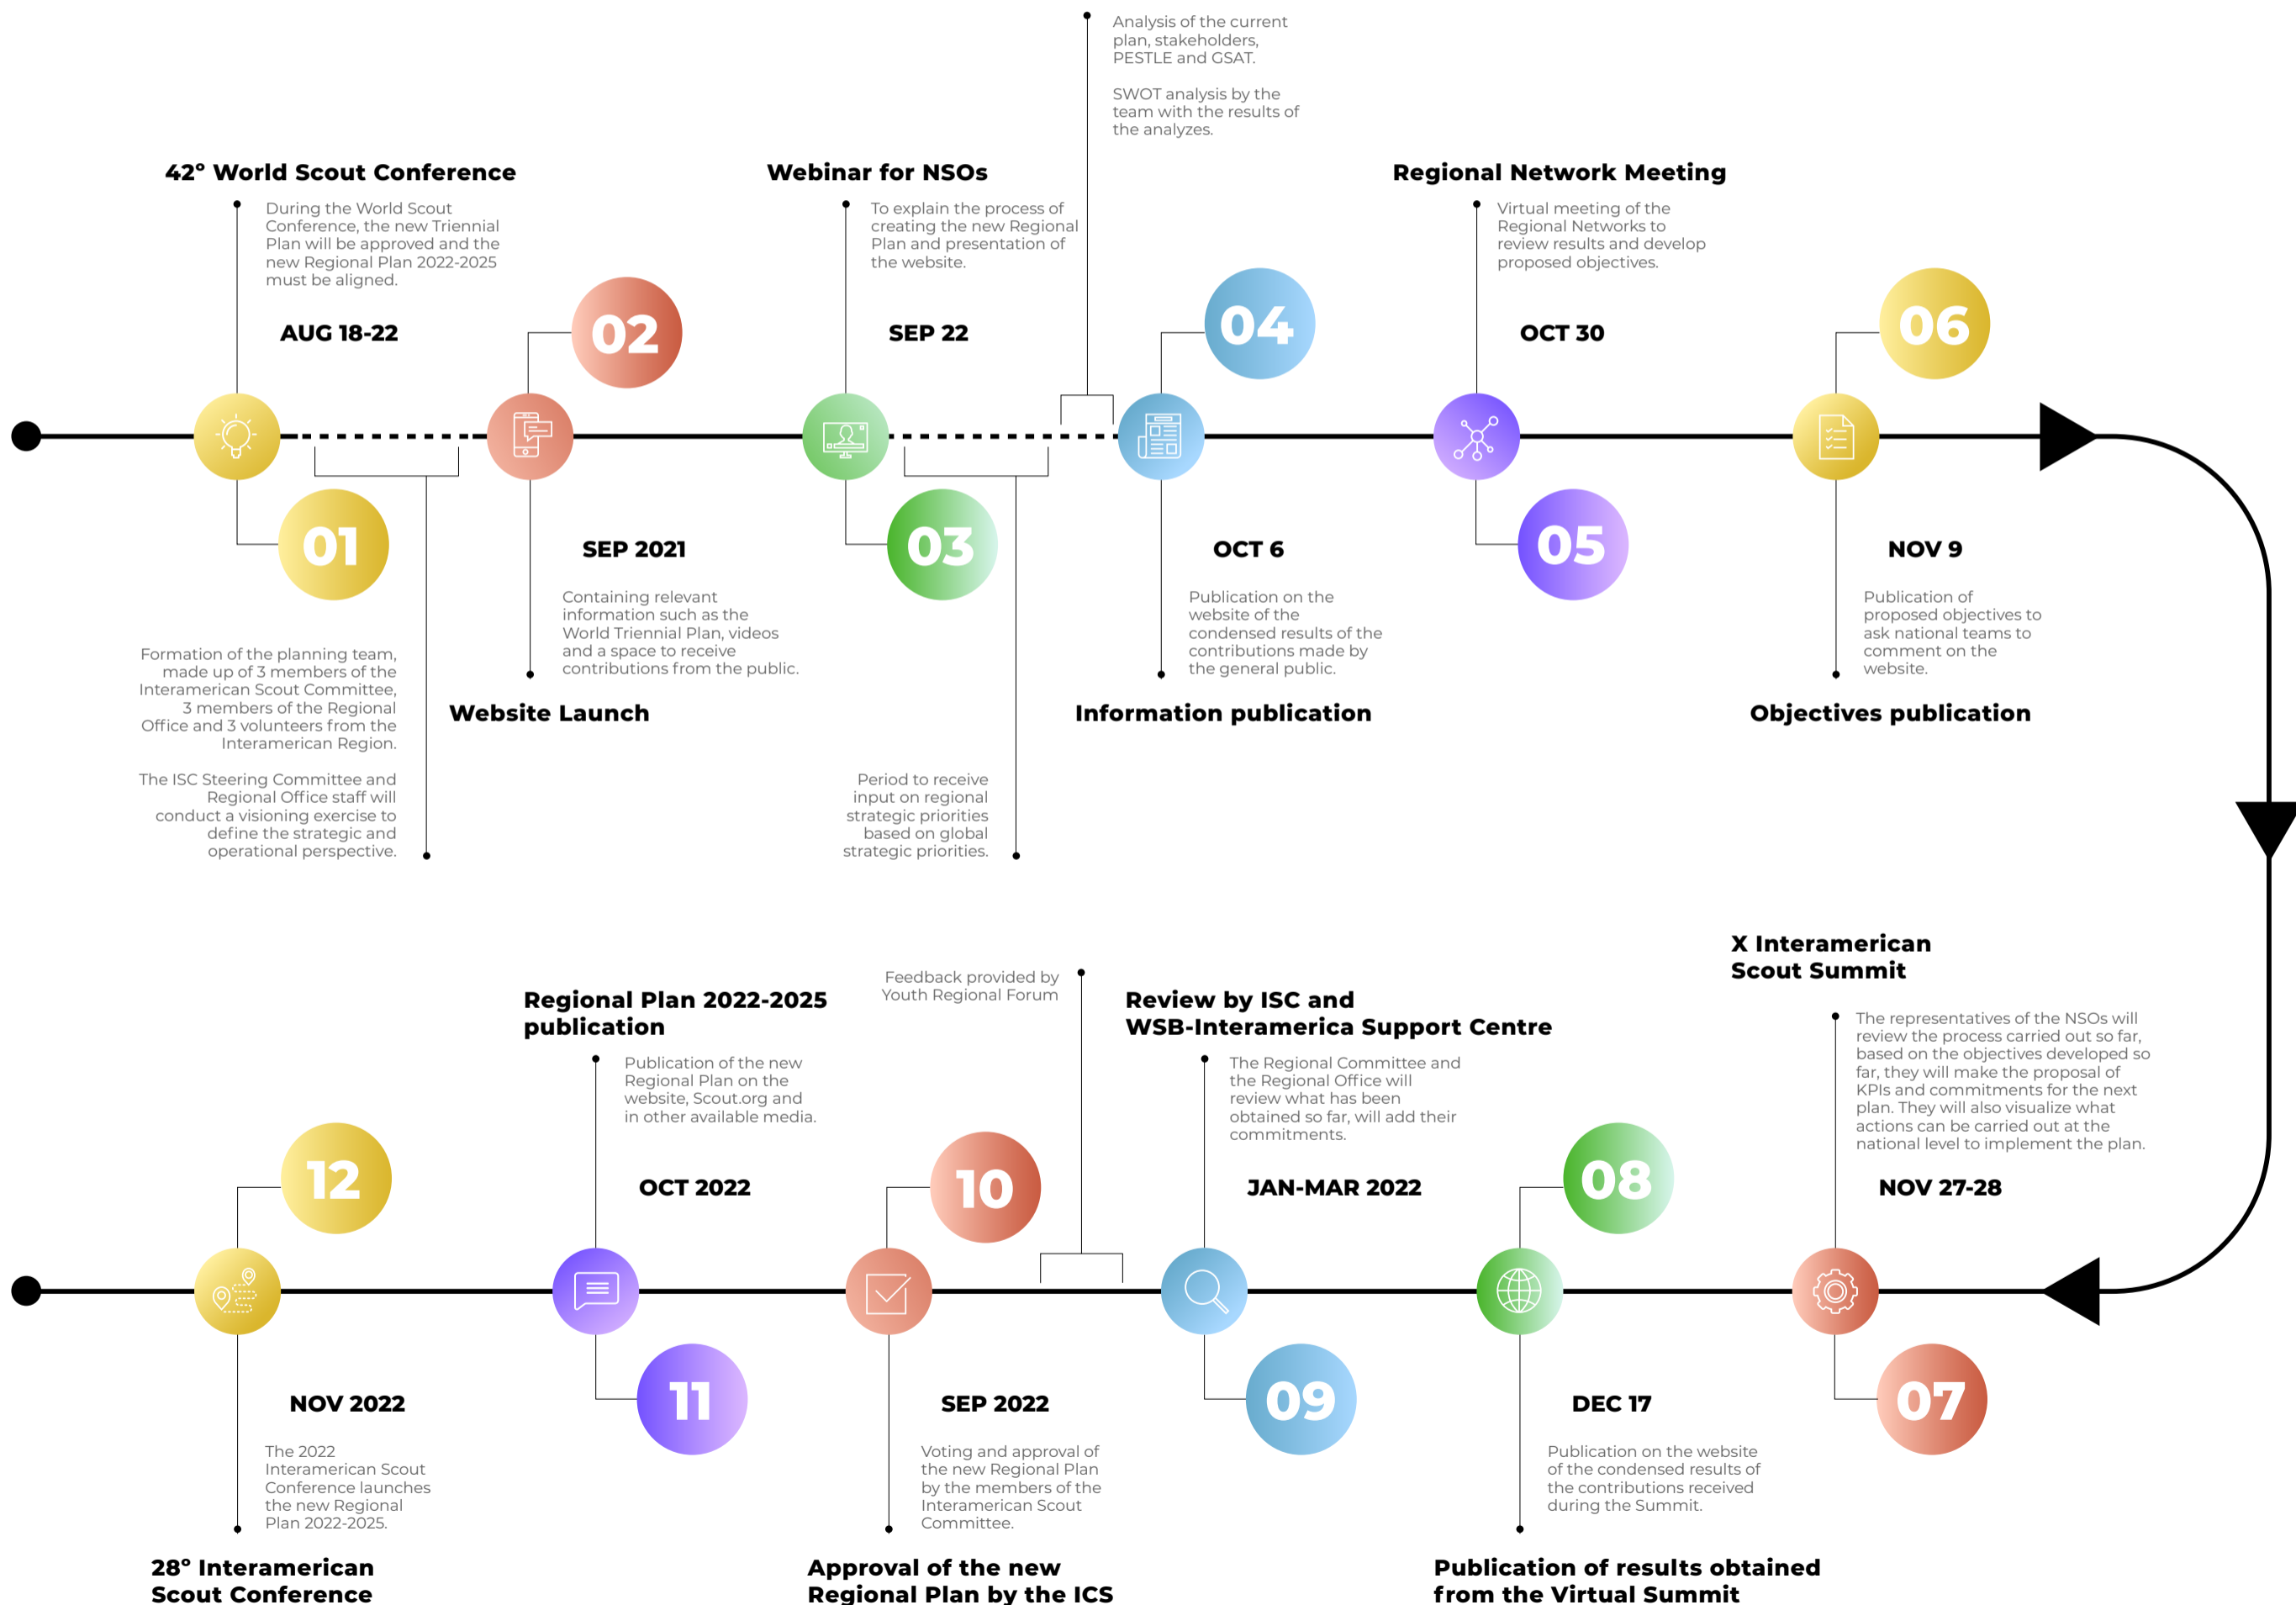 Analysis of the current
plan, stakeholders,
PESTLE and GSAT.
SWOT analysis by the
team with the results of
the analyzes.
42º World Scout Conference
During the World Scout
Conference, the new Triennial
Plan will be approved and the
new Regional Plan 2022-2025
must be aligned.
AUG 18-22
01
Formation of the planning team,
made up of 3 members of the
Interamerican Scout Committee,
3 members of the Regional
Office and 3 volunteers from the
Interamerican Region.
The ISC Steering Committee and
Regional Office staff will
conduct a visioning exercise to
define the strategic and
operational perspective.
02
SEP 2021
Containing relevant
information such as the
World Triennial Plan, videos
and a space to receive
contributions from the public.
Website Launch
Webinar for NSOs
To explain the process of
creating the new Regional
Plan and presentation of
the website.
SEP 22
03
Period to receive
input on regional
strategic priorities
based on global
strategic priorities.
04
OCT 6
Publication on the
website of the
condensed results of the
contributions made by
the general public.
Information publication
Regional Network Meeting
Virtual meeting of the
Regional Networks to
review results and develop
proposed objectives.
OCT 30
05
06
NOV 9
Publication of
proposed objectives to
ask national teams to
comment on the
website.
Objectives publication
X Interamerican
Scout Summit
The representatives of the NSOs will
review the process carried out so far,
based on the objectives developed so
far, they will make the proposal of
KPIs and commitments for the next
plan. They will also visualize what
actions can be carried out at the
national level to implement the plan.
NOV 27-28
07
08
DEC 17
Publication on the website
of the condensed results of
the contributions received
during the Summit.
Publication of results obtained
from the Virtual Summit
Review by ISC and
WSB-Interamerica Support Centre
The Regional Committee and
the Regional Office will
review what has been
obtained so far, will add their
commitments.
JAN-MAR 2022
09
Feedback provided by
Youth Regional Forum
10
SEP 2022
Voting and approval of
the new Regional Plan
by the members of the
Interamerican Scout
Committee.
Approval of the new
Regional Plan by the ICS
Regional Plan 2022-2025
publication
Publication of the new
Regional Plan on the
website, Scout.org and
in other available media.
OCT 2022
11
12
NOV 2022
The 2022
Interamerican Scout
Conference launches
the new Regional
Plan 2022-2025.
28º Interamerican
Scout Conference